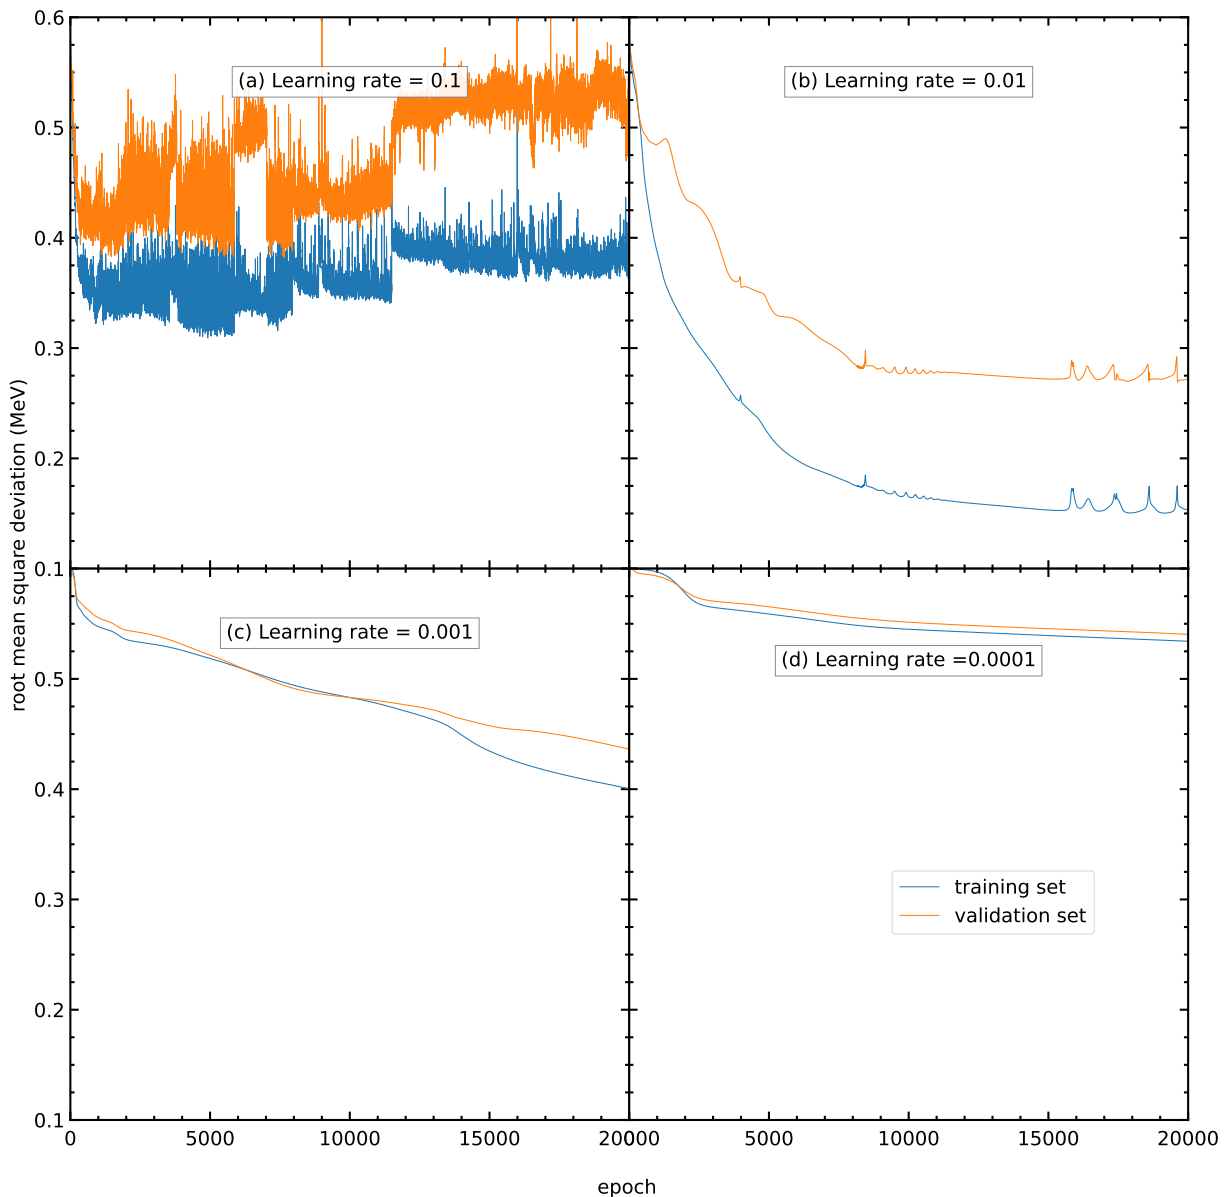 0.6
(a) Learning rate = 0.1
(b) Learning rate = 0.01
0.5
0.4
0.3
0.2
0.1
root mean square deviation (MeV)
(c) Learning rate = 0.001
(d) Learning rate =0.0001
0.5
0.4
training set
validation set
0.3
0.2
0.1
0 5000 10000 15000 20000 5000 10000 15000 20000
epoch